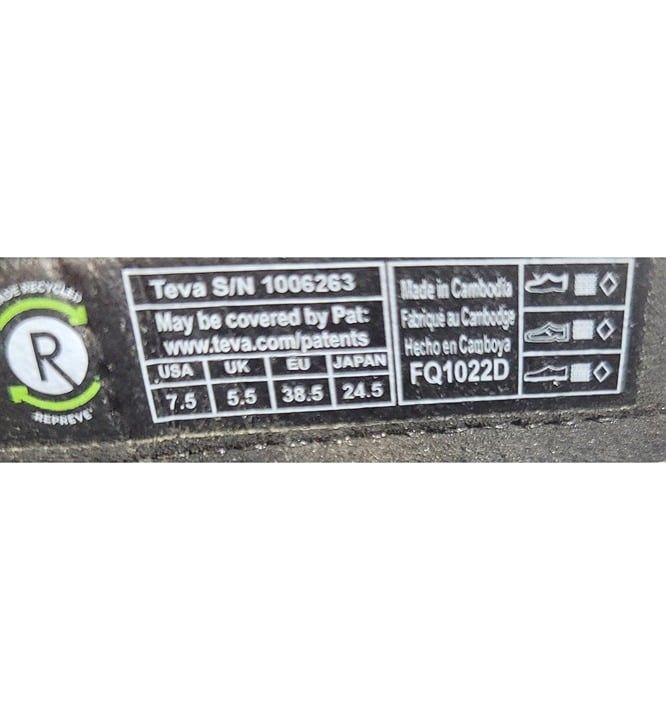 MADE RECYCLED
R
REPREVE
Teva S/N 1006263
May be covered by Pat:
www.teva.com/patents
USA UK EU JAPAN
7.5 5.5 38.5 24.5
Made in Cambodia
Fabriqué au Cambodge
Hecho en Camboya
FQ1022D